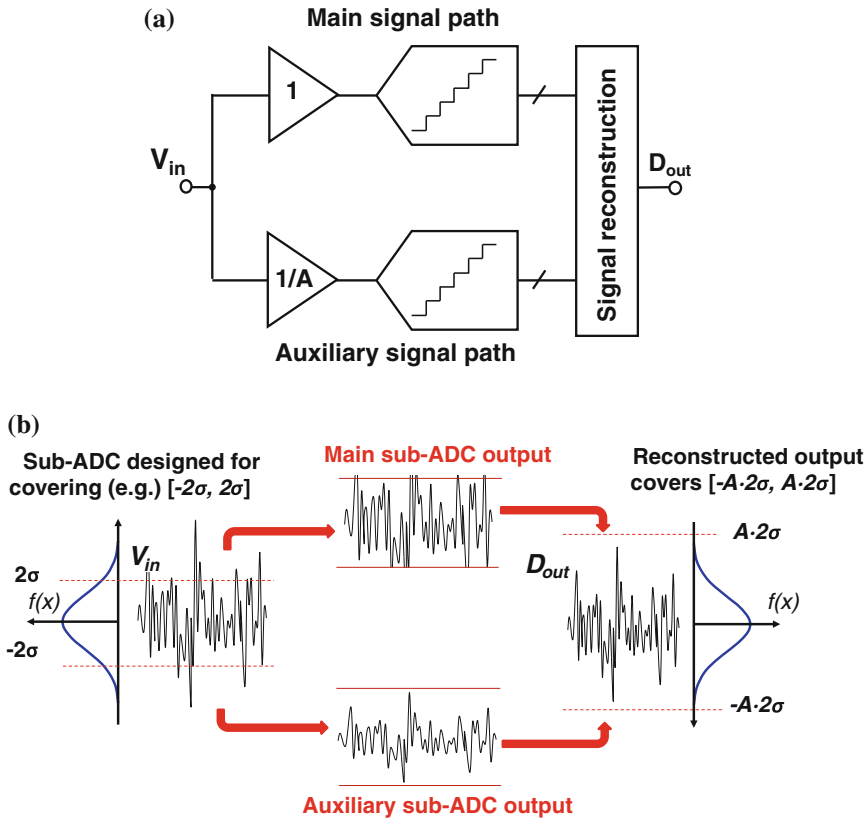 (a)
Main signal path
1
V_in
1/A
Auxiliary signal path
Signal reconstruction
D_out
(b)
Sub-ADC designed for
covering (e.g.) [-2σ, 2σ]
Main sub-ADC output
Reconstructed output
covers [-A·2σ, A·2σ]
2σ
f(x)
-2σ
V_in
D_out
A·2σ
f(x)
-A·2σ
Auxiliary sub-ADC output